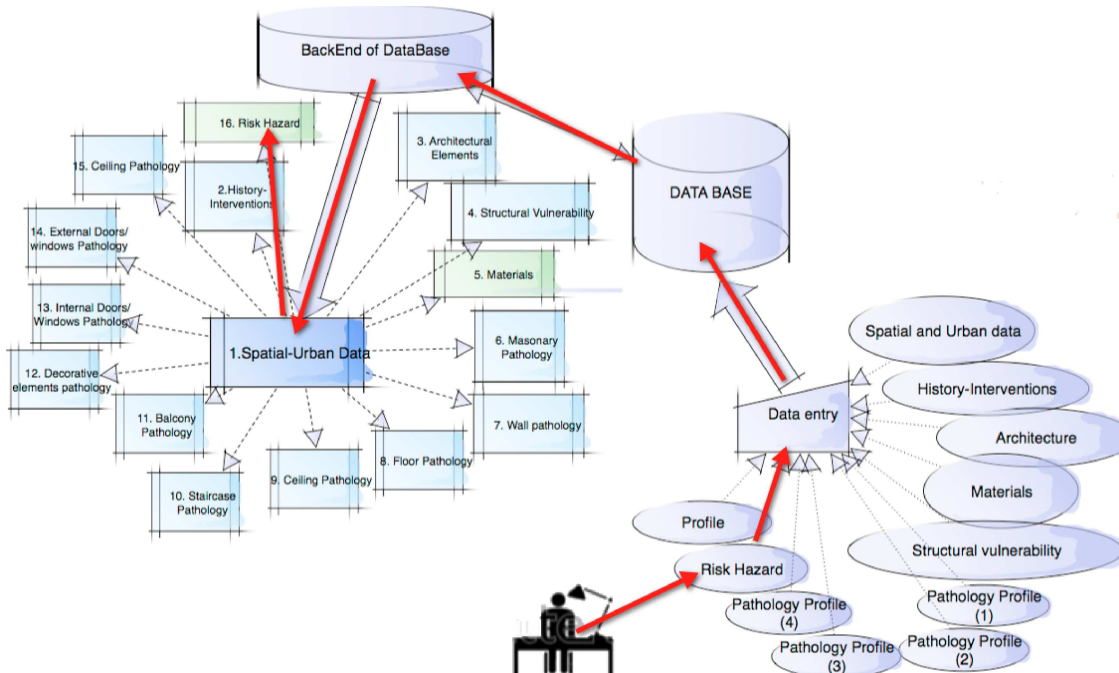 BackEnd of DataBase
16. Risk Hazard
3. Architectural
Elements
15. Ceiling Pathology
2.History-
Interventions
4. Structural Vulnerability
DATA BASE
14. External Doors/
windows Pathology
5. Materials
13. Internal Doors/
Windows Pathology
1.Spatial-Urban Data
6. Masonary
Pathology
12. Decorative
elements pathology
11. Balcony
Pathology
7. Wall pathology
8. Floor Pathology
9. Ceiling Pathology
10. Staircase
Pathology
Spatial and Urban data
History-Interventions
Data entry
Architecture
Materials
Profile
Structural vulnerability
Risk Hazard
Pathology Profile
(4)
Pathology Profile
(1)
Pathology Profile
(3)
Pathology Profile
(2)